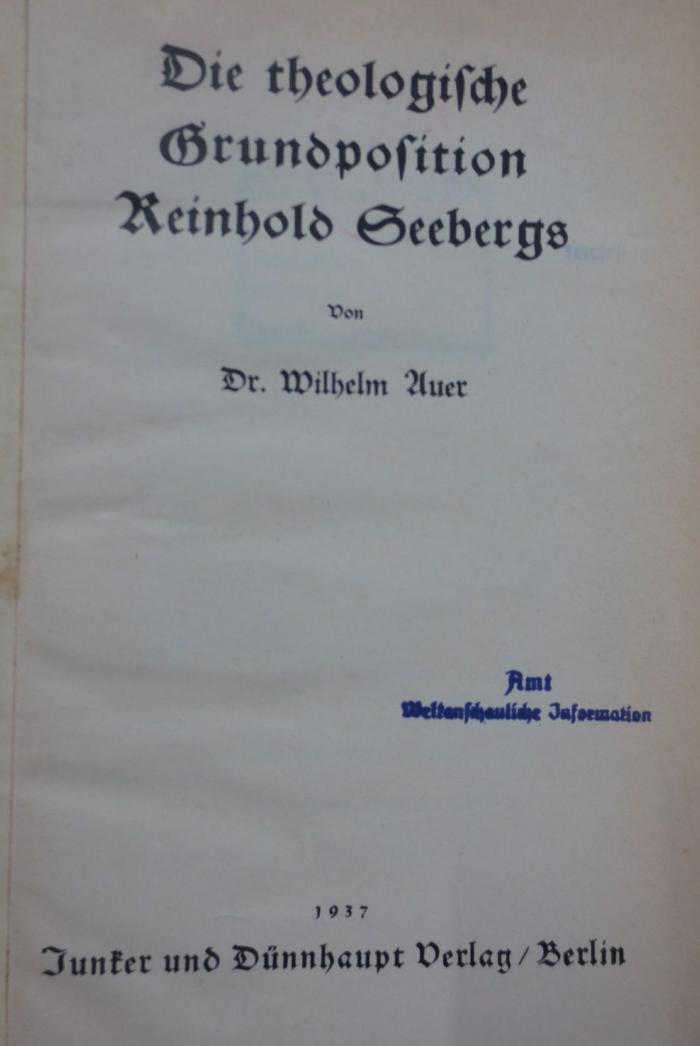 Die theologische
Grundposition
Reinhold Seebergs
Von
Dr. Wilhelm Auer
Amt
Weltanschauliche Information
1937
Junker und Dünnhaupt Verlag / Berlin